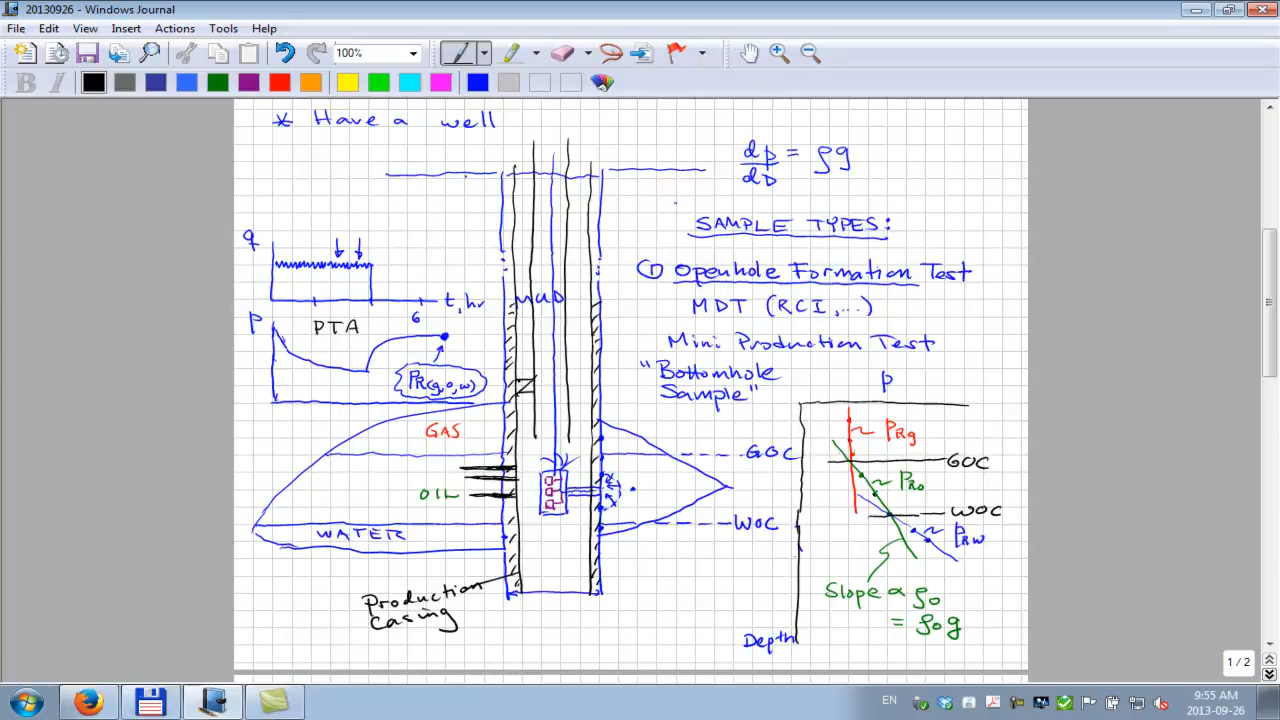 20130926 - Windows Journal
File Edit View Insert Actions Tools Help
100%
B I
* Have a well
dp/dD = ρg
SAMPLE TYPES:
① Openhole Formation Test
MDT (RCI,...)
Mini Production Test
"Bottomhole
Sample"
q
t, hr
6
P
PTA
PR(g,o,w)
MUD
GAS
OIL
WATER
GOC
WOC
Production
Casing
p
PRg
GOC
PRo
WOC
PRW
Slope ∝ ρo
= ρo g
Depth
1 / 2
EN
9:55 AM
2013-09-26